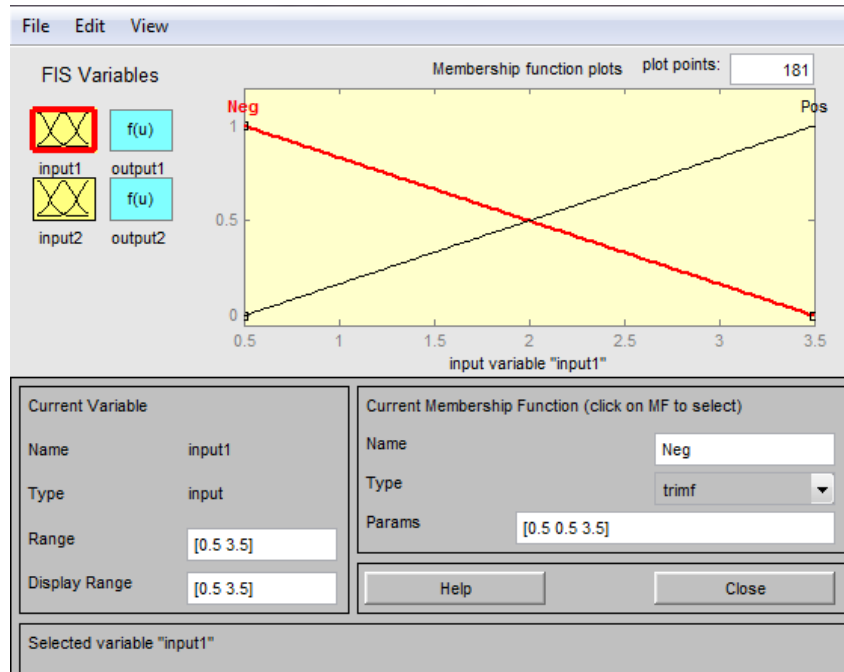 File Edit View
FIS Variables
Membership function plots plot points: 181
f(u)
input1 output1
f(u)
input2 output2
Neg Pos
1
0.5
0
0.5 1 1.5 2 2.5 3 3.5
input variable "input1"
Current Variable
Name input1
Type input
Range [0.5 3.5]
Display Range [0.5 3.5]
Current Membership Function (click on MF to select)
Name Neg
Type trimf
Params [0.5 0.5 3.5]
Help Close
Selected variable "input1"